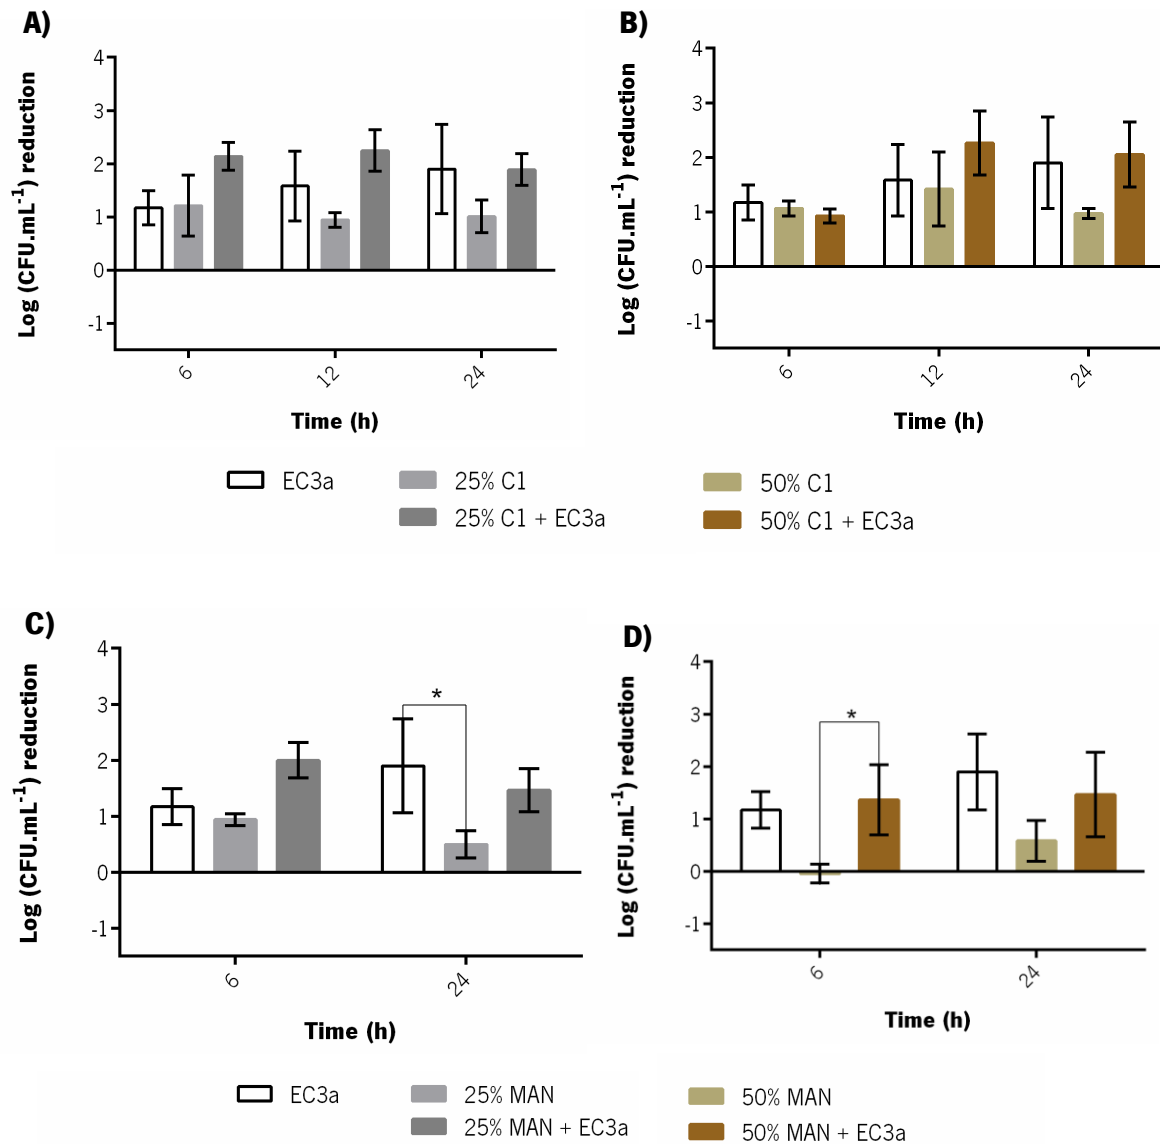 A)
Log (CFU.mL⁻¹) reduction
4
3
2
1
0
-1
6
12
24
Time (h)
B)
Log (CFU.mL⁻¹) reduction
4
3
2
1
0
-1
6
12
24
Time (h)
EC3a
25% C1
25% C1 + EC3a
50% C1
50% C1 + EC3a
C)
Log (CFU.mL⁻¹) reduction
4
3
2
1
0
-1
*
6
24
Time (h)
D)
Log (CFU.mL⁻¹) reduction
4
3
2
1
0
-1
*
6
24
Time (h)
EC3a
25% MAN
25% MAN + EC3a
50% MAN
50% MAN + EC3a